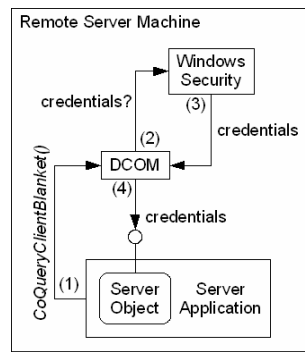 Remote Server Machine
Windows
Security
credentials?
(3)
credentials
(2)
DCOM
(4)
credentials
CoQueryClientBlanket()
(1)
Server
Object
Server
Application